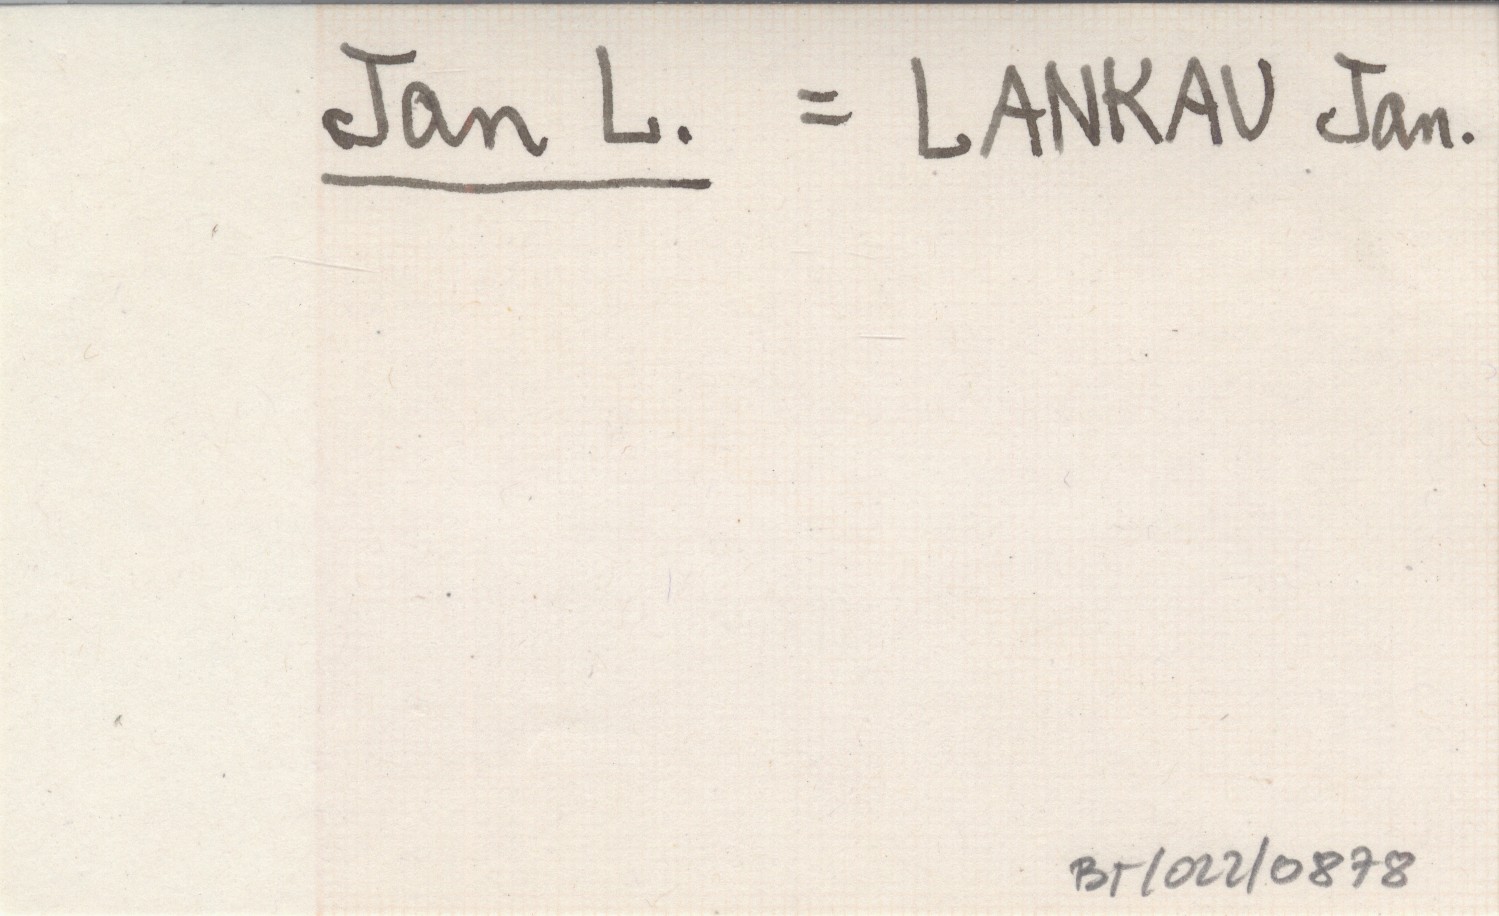 Jan L. = LANKAU Jan.
BT/022/0878